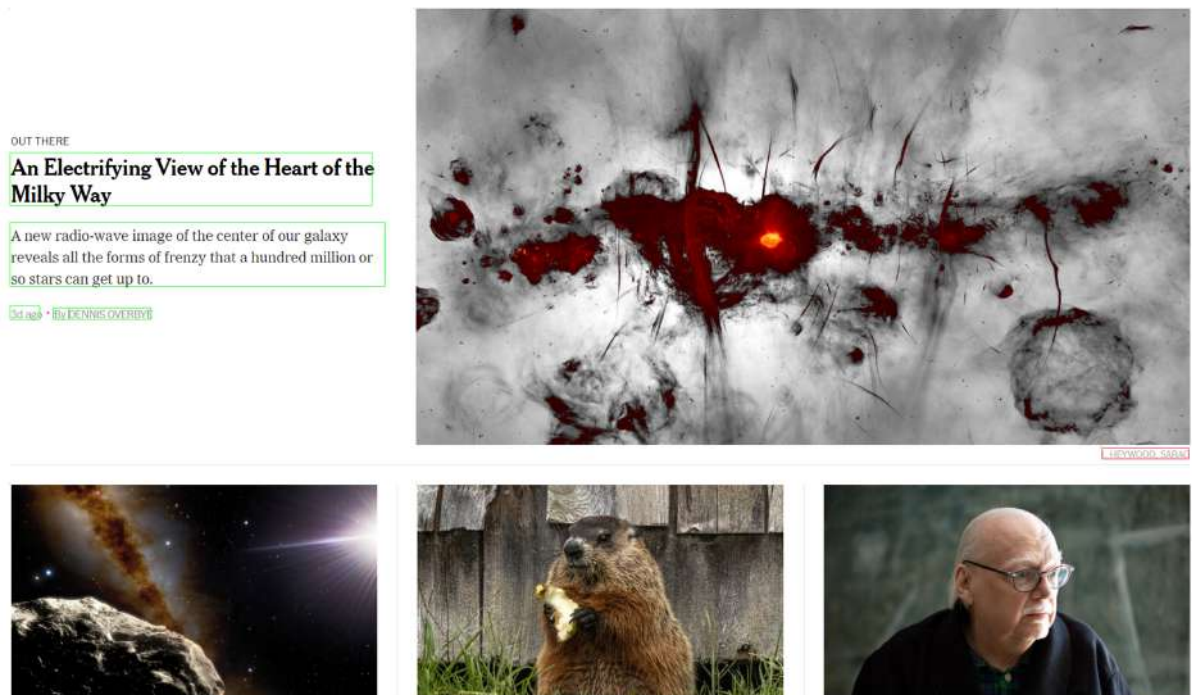 OUT THERE
An Electrifying View of the Heart of the
Milky Way
A new radio-wave image of the center of our galaxy
reveals all the forms of frenzy that a hundred million or
so stars can get up to.
3d ago • By DENNIS OVERBYE
I. HEYWOOD, SARAO